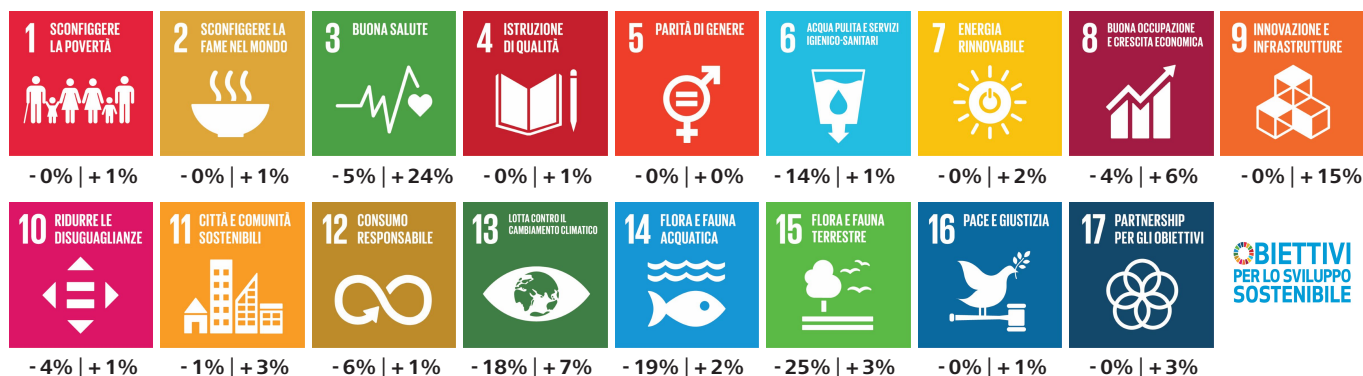 1 SCONFIGGERE
LA POVERTÀ
2 SCONFIGGERE LA
FAME NEL MONDO
3 BUONA SALUTE
4 ISTRUZIONE
DI QUALITÀ
5 PARITÀ DI GENERE
6 ACQUA PULITA E SERVIZI
IGIENICO-SANITARI
7 ENERGIA
RINNOVABILE
8 BUONA OCCUPAZIONE
E CRESCITA ECONOMICA
9 INNOVAZIONE E
INFRASTRUTTURE
-0% | +1%
-0% | +1%
-5% | +24%
-0% | +1%
-0% | +0%
-14% | +1%
-0% | +2%
-4% | +6%
-0% | +15%
10 RIDURRE LE
DISUGUAGLIANZE
11 CITTÀ E COMUNITÀ
SOSTENIBILI
12 CONSUMO
RESPONSABILE
13 LOTTA CONTRO IL
CAMBIAMENTO CLIMATICO
14 FLORA E FAUNA
ACQUATICA
15 FLORA E FAUNA
TERRESTRE
16 PACE E GIUSTIZIA
17 PARTNERSHIP
PER GLI OBIETTIVI
OBIETTIVI
PER LO SVILUPPO
SOSTENIBILE
-4% | +1%
-1% | +3%
-6% | +1%
-18% | +7%
-19% | +2%
-25% | +3%
-0% | +1%
-0% | +3%